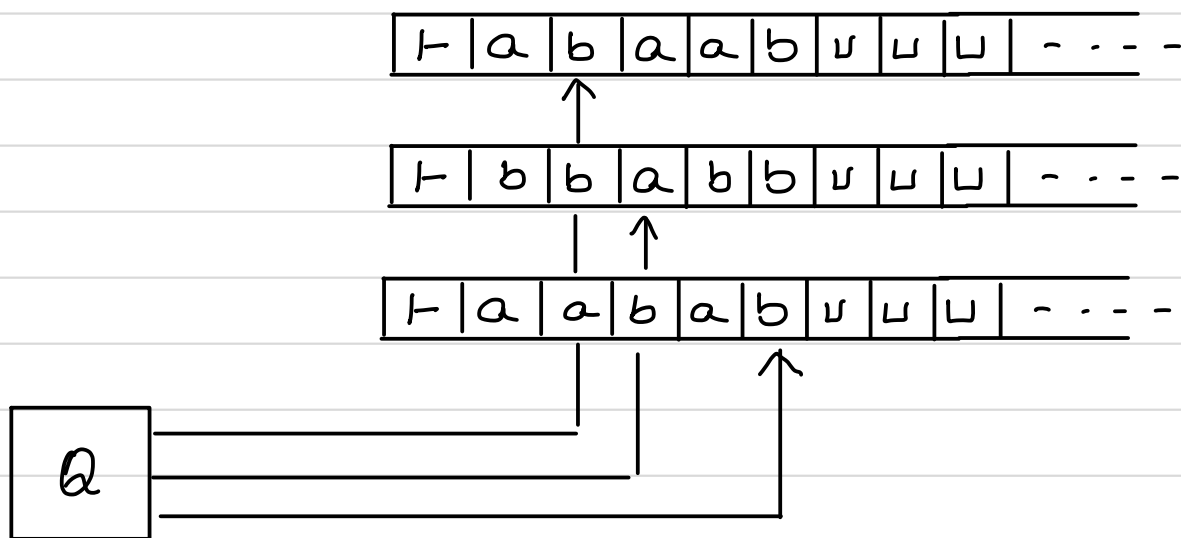 ⊢ a b a a b ⊔ ⊔ ⊔ - - - -
⊢ b b a b b ⊔ ⊔ ⊔ - - - -
⊢ a a b a b ⊔ ⊔ ⊔ - - - -
Q